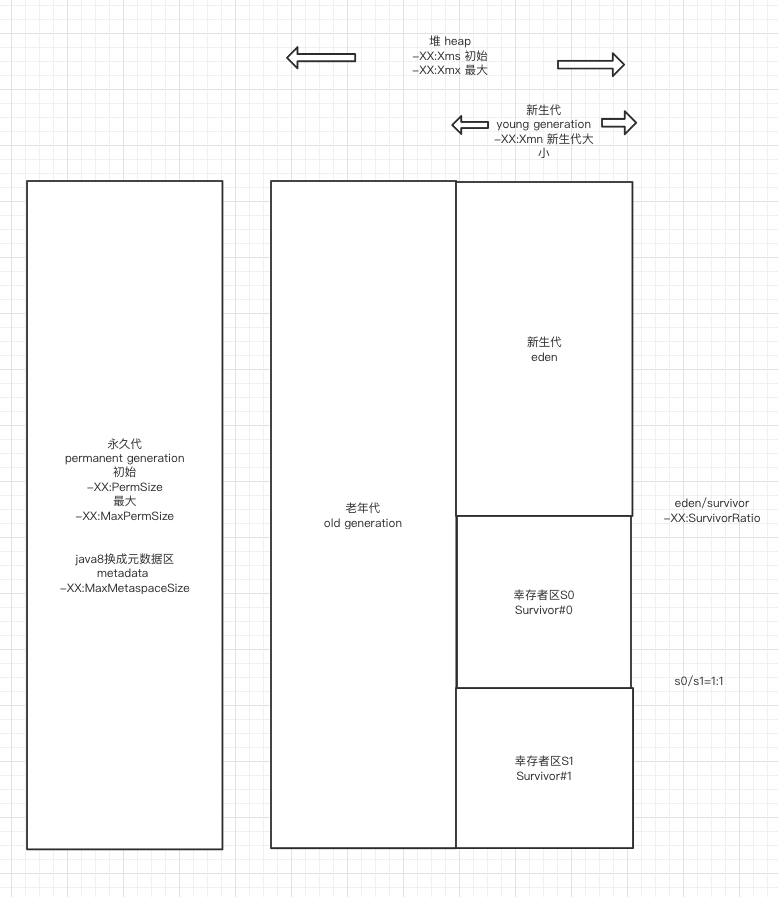 堆 heap
-XX:Xms 初始
-XX:Xmx 最大
新生代
young generation
-XX:Xmn 新生代大
小
永久代
permanent generation
初始
-XX:PermSize
最大
-XX:MaxPermSize
java8换成元数据区
metadata
-XX:MaxMetaspaceSize
老年代
old generation
新生代
eden
eden/survivor
-XX:SurvivorRatio
幸存者区S0
Survivor#0
s0/s1=1:1
幸存者区S1
Survivor#1